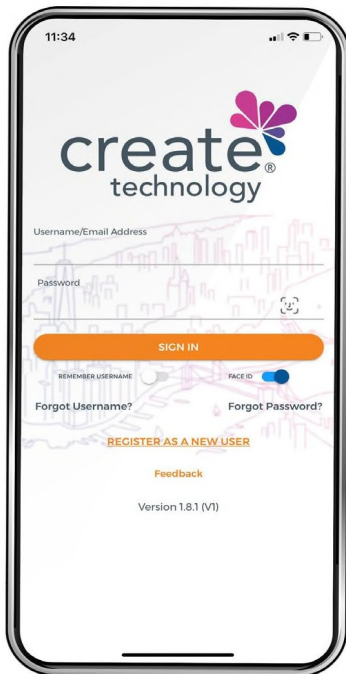 11:34
create®
technology
Username/Email Address
Password
SIGN IN
REMEMBER USERNAME FACE ID
Forgot Username? Forgot Password?
REGISTER AS A NEW USER
Feedback
Version 1.8.1 (V1)